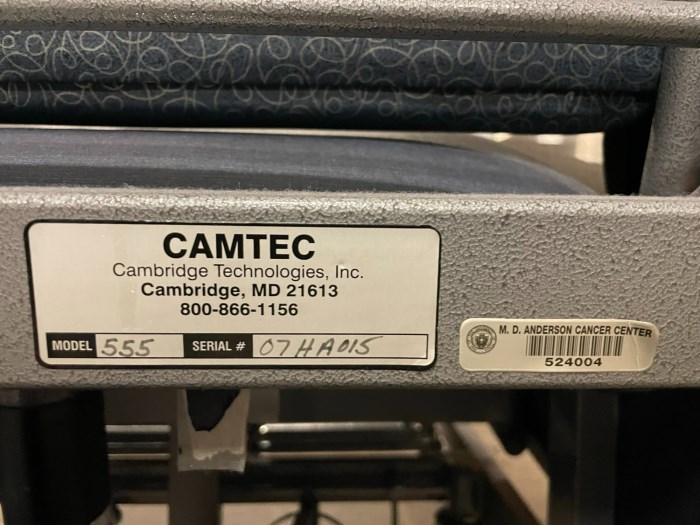 CAMTEC
Cambridge Technologies, Inc.
Cambridge, MD 21613
800-866-1156
MODEL 555 SERIAL # 07HA015
M. D. ANDERSON CANCER CENTER
524004